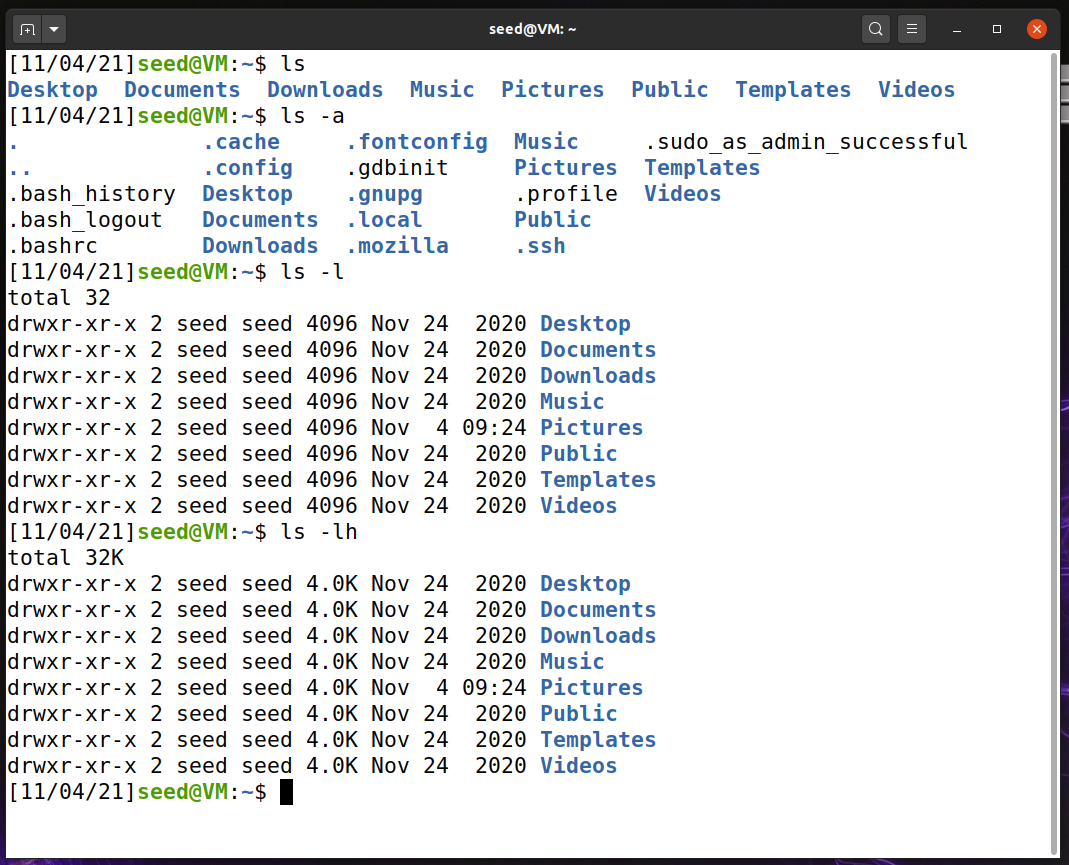 seed@VM: ~
[11/04/21]seed@VM:~$ ls
Desktop  Documents  Downloads  Music  Pictures  Public  Templates  Videos
[11/04/21]seed@VM:~$ ls -a
.              .cache     .fontconfig  Music     .sudo_as_admin_successful
..             .config    .gdbinit     Pictures  Templates
.bash_history  Desktop    .gnupg       .profile  Videos
.bash_logout   Documents  .local       Public
.bashrc        Downloads  .mozilla     .ssh
[11/04/21]seed@VM:~$ ls -l
total 32
drwxr-xr-x 2 seed seed 4096 Nov 24  2020 Desktop
drwxr-xr-x 2 seed seed 4096 Nov 24  2020 Documents
drwxr-xr-x 2 seed seed 4096 Nov 24  2020 Downloads
drwxr-xr-x 2 seed seed 4096 Nov 24  2020 Music
drwxr-xr-x 2 seed seed 4096 Nov  4 09:24 Pictures
drwxr-xr-x 2 seed seed 4096 Nov 24  2020 Public
drwxr-xr-x 2 seed seed 4096 Nov 24  2020 Templates
drwxr-xr-x 2 seed seed 4096 Nov 24  2020 Videos
[11/04/21]seed@VM:~$ ls -lh
total 32K
drwxr-xr-x 2 seed seed 4.0K Nov 24  2020 Desktop
drwxr-xr-x 2 seed seed 4.0K Nov 24  2020 Documents
drwxr-xr-x 2 seed seed 4.0K Nov 24  2020 Downloads
drwxr-xr-x 2 seed seed 4.0K Nov 24  2020 Music
drwxr-xr-x 2 seed seed 4.0K Nov  4 09:24 Pictures
drwxr-xr-x 2 seed seed 4.0K Nov 24  2020 Public
drwxr-xr-x 2 seed seed 4.0K Nov 24  2020 Templates
drwxr-xr-x 2 seed seed 4.0K Nov 24  2020 Videos
[11/04/21]seed@VM:~$